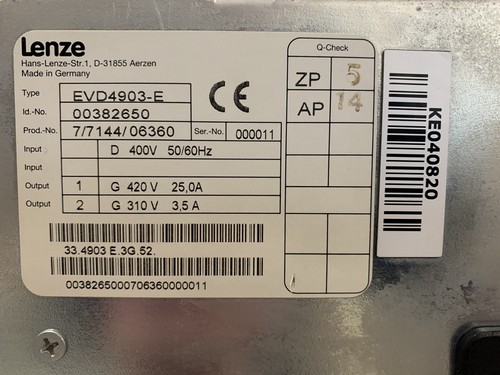 Lenze
Hans-Lenze-Str.1, D-31855 Aerzen
Made in Germany
Type EVD4903-E
CE
Id.-No. 00382650
Prod.-No. 7/7144/06360 Ser.-No. 000011
Input D 400V 50/60Hz
Input
Output 1 G 420 V 25,0A
Output 2 G 310 V 3,5 A
33.4903 E.3G.52.
0038265000706360000011
Q-Check
ZP 5
AP 14
KE040820